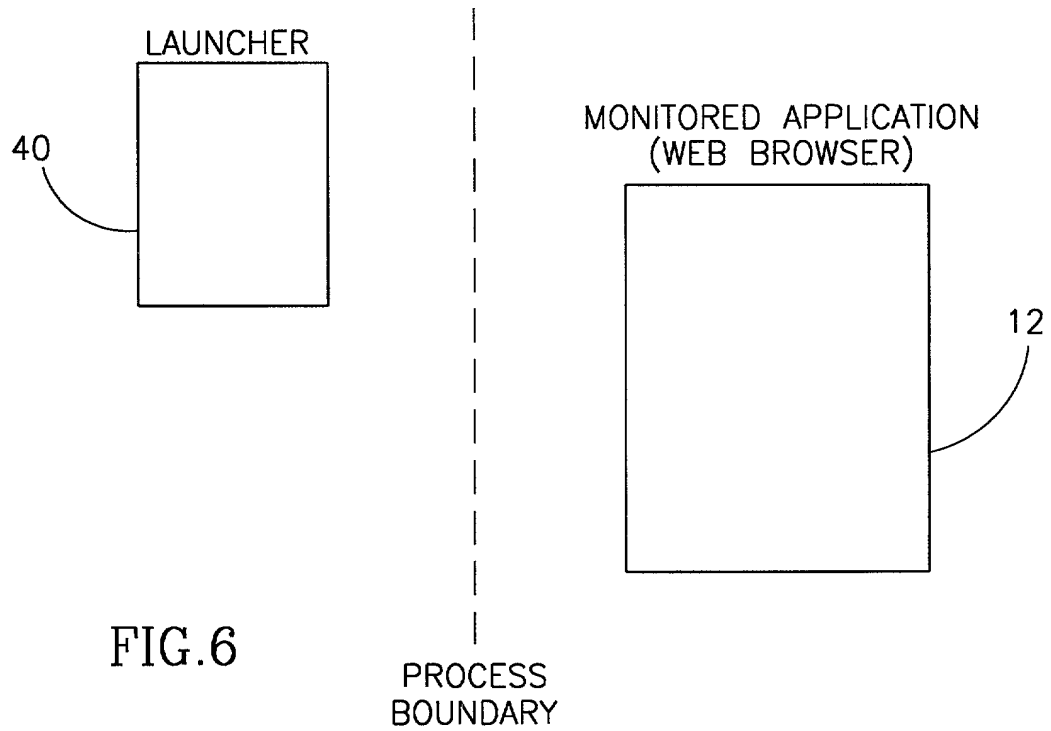 LAUNCHER
40
MONITORED APPLICATION
(WEB BROWSER)
12
FIG.6
PROCESS
BOUNDARY